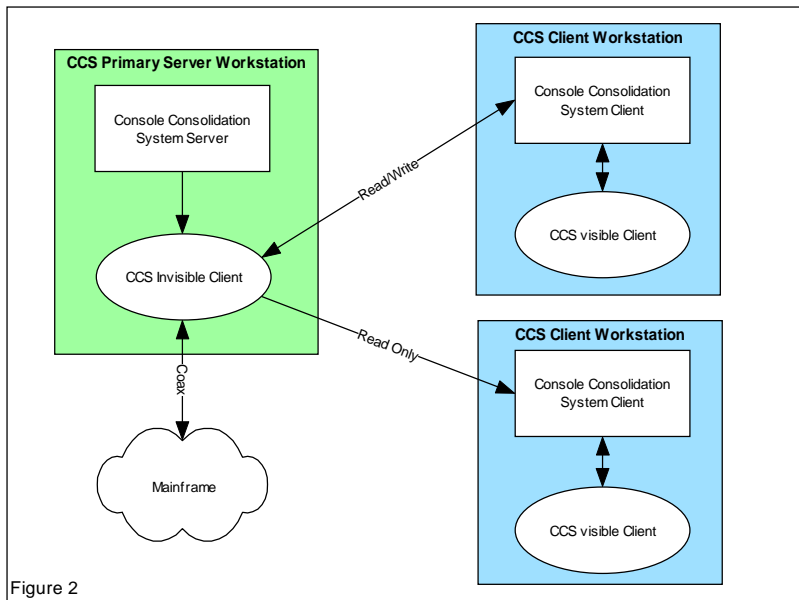 CCS Primary Server Workstation
Console Consolidation
System Server
CCS Invisible Client
Coax
Mainframe
Read/Write
Read Only
CCS Client Workstation
Console Consolidation
System Client
CCS visible Client
CCS Client Workstation
Console Consolidation
System Client
CCS visible Client
Figure 2